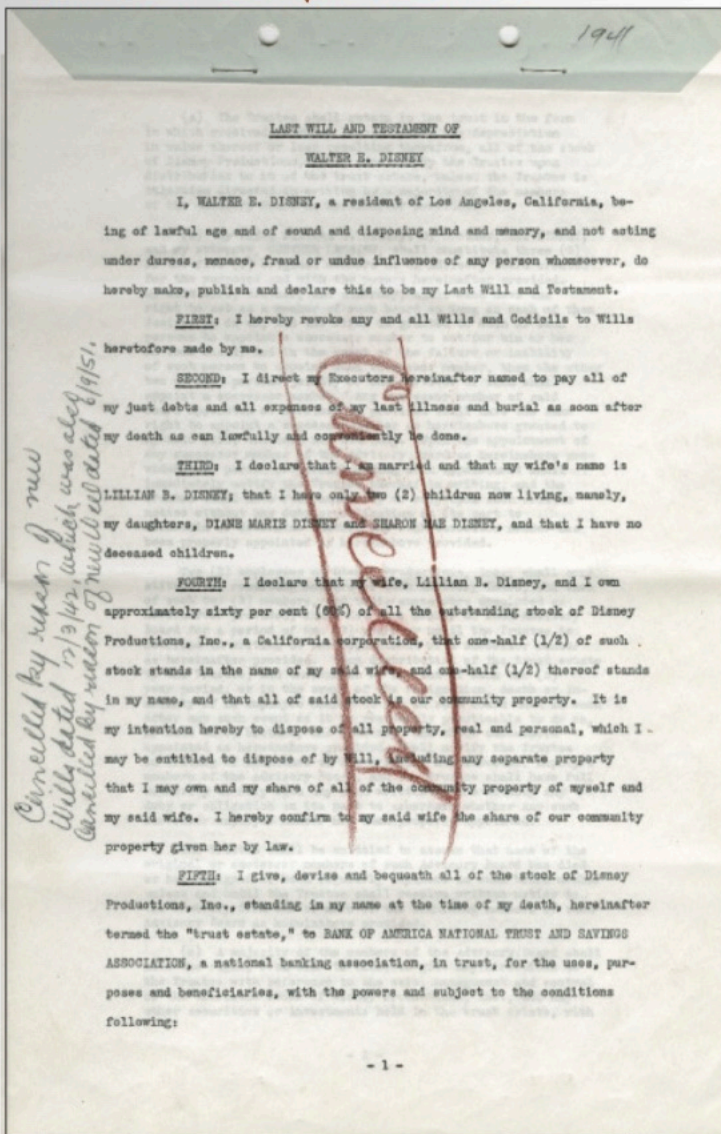 1941
LAST WILL AND TESTAMENT OF
WALTER E. DISNEY
I, WALTER E. DISNEY, a resident of Los Angeles, California, be-
ing of lawful age and of sound and disposing mind and memory, and not acting
under duress, menace, fraud or undue influence of any person whomsoever, do
hereby make, publish and declare this to be my Last Will and Testament.
FIRST: I hereby revoke any and all Wills and Codicils to Wills
heretofore made by me.
SECOND: I direct my Executors hereinafter named to pay all of
my just debts and all expenses of my last illness and burial as soon after
my death as can lawfully and conveniently be done.
THIRD: I declare that I am married and that my wife's name is
LILLIAN B. DISNEY; that I have only two (2) children now living, namely,
my daughters, DIANE MARIE DISNEY and SHARON MAE DISNEY, and that I have no
deceased children.
FOURTH: I declare that my wife, Lillian B. Disney, and I own
approximately sixty per cent (60%) of all the outstanding stock of Disney
Productions, Inc., a California corporation, that one-half (1/2) of such
stock stands in the name of my said wife, and one-half (1/2) thereof stands
in my name, and that all of said stock is our community property. It is
my intention hereby to dispose of all property, real and personal, which I
may be entitled to dispose of by Will, including any separate property
that I may own and my share of all of the community property of myself and
my said wife. I hereby confirm to my said wife the share of our community
property given her by law.
FIFTH: I give, devise and bequeath all of the stock of Disney
Productions, Inc., standing in my name at the time of my death, hereinafter
termed the "trust estate," to BANK OF AMERICA NATIONAL TRUST AND SAVINGS
ASSOCIATION, a national banking association, in trust, for the uses, pur-
poses and beneficiaries, with the powers and subject to the conditions
following:
- 1 -
Cancelled
Cancelled by reason of new
Wills dated 12/3/42, which was also
cancelled by reason of new Will dated 6/9/51.